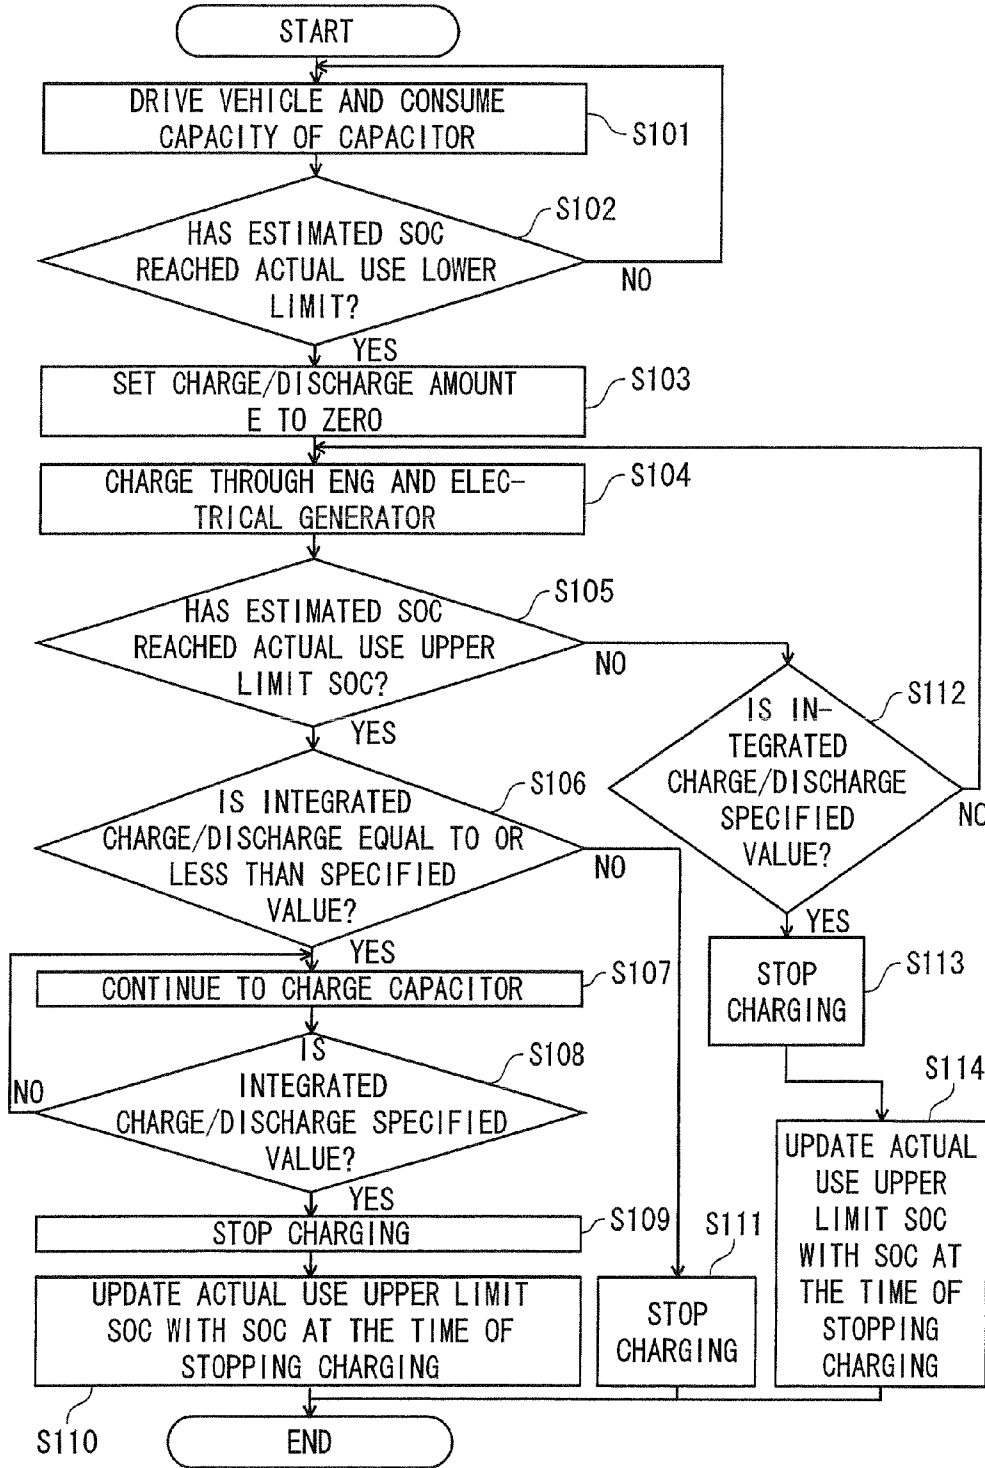 START
DRIVE VEHICLE AND CONSUME
CAPACITY OF CAPACITOR
S101
HAS ESTIMATED SOC
REACHED ACTUAL USE LOWER
LIMIT?
S102
NO
YES
SET CHARGE/DISCHARGE AMOUNT
E TO ZERO
S103
CHARGE THROUGH ENG AND ELEC-
TRICAL GENERATOR
S104
HAS ESTIMATED SOC
REACHED ACTUAL USE UPPER
LIMIT SOC?
S105
NO
YES
IS IN-
TEGRATED
CHARGE/DISCHARGE
SPECIFIED
VALUE?
S112
NO
YES
IS INTEGRATED
CHARGE/DISCHARGE EQUAL TO OR
LESS THAN SPECIFIED
VALUE?
S106
NO
YES
CONTINUE TO CHARGE CAPACITOR
S107
STOP
CHARGING
S113
IS
INTEGRATED
CHARGE/DISCHARGE SPECIFIED
VALUE?
S108
NO
YES
STOP CHARGING
S109
UPDATE ACTUAL USE UPPER LIMIT
SOC WITH SOC AT THE TIME OF
STOPPING CHARGING
S110
STOP
CHARGING
S111
UPDATE ACTUAL
USE UPPER
LIMIT SOC
WITH SOC AT
THE TIME OF
STOPPING
CHARGING
S114
END